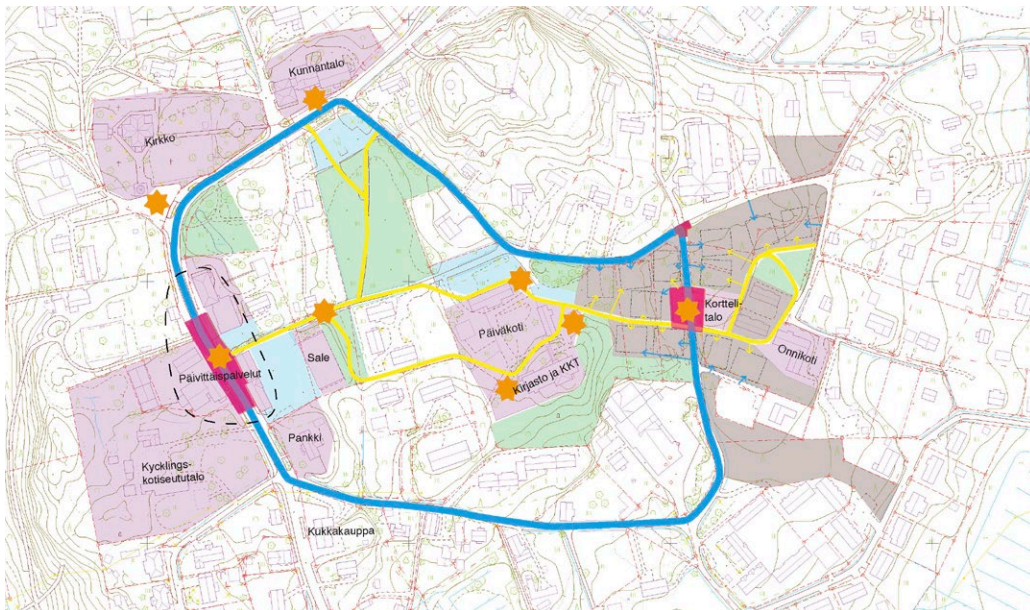 Kunnantalo
Kirkko
Kortteli-
talo
Päiväkoti
Onnikoti
Sale
Päivittäispalvelut
Kirjasto ja KKT
Pankki
Kycklings-
kotiseututalo
Kukkakauppa